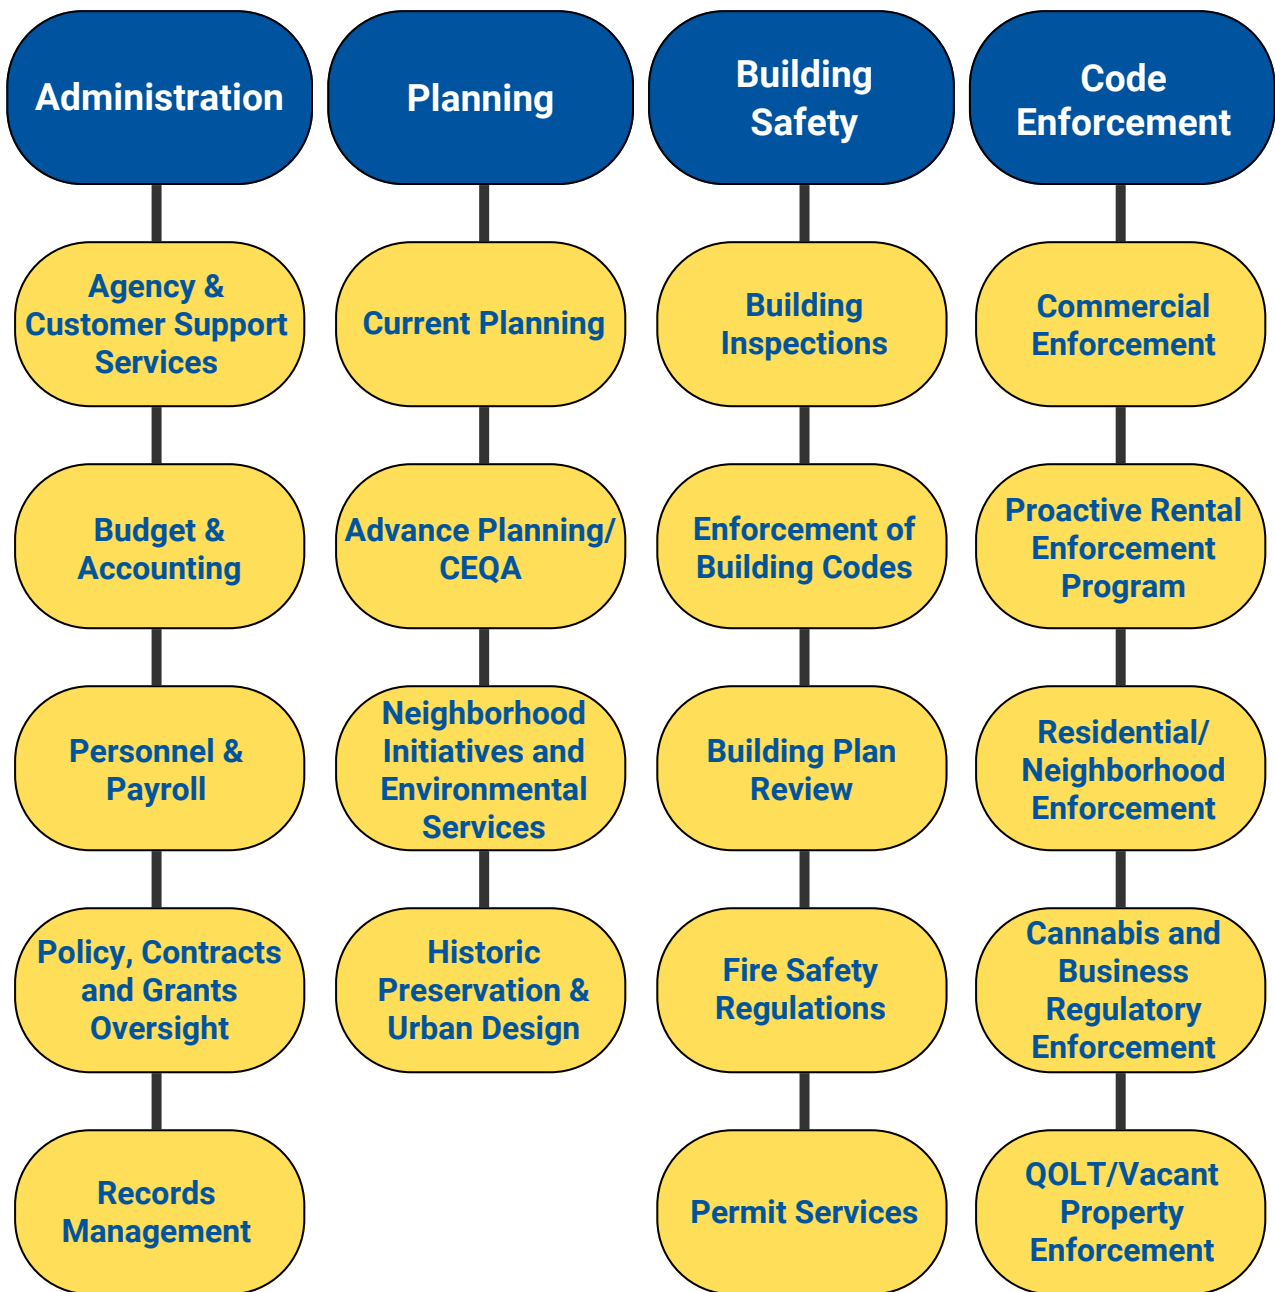 Administration
Agency &
Customer Support
Services
Budget &
Accounting
Personnel &
Payroll
Policy, Contracts
and Grants
Oversight
Records
Management
Planning
Current Planning
Advance Planning/
CEQA
Neighborhood
Initiatives and
Environmental
Services
Historic
Preservation &
Urban Design
Building
Safety
Building
Inspections
Enforcement of
Building Codes
Building Plan
Review
Fire Safety
Regulations
Permit Services
Code
Enforcement
Commercial
Enforcement
Proactive Rental
Enforcement
Program
Residential/
Neighborhood
Enforcement
Cannabis and
Business
Regulatory
Enforcement
QOLT/Vacant
Property
Enforcement